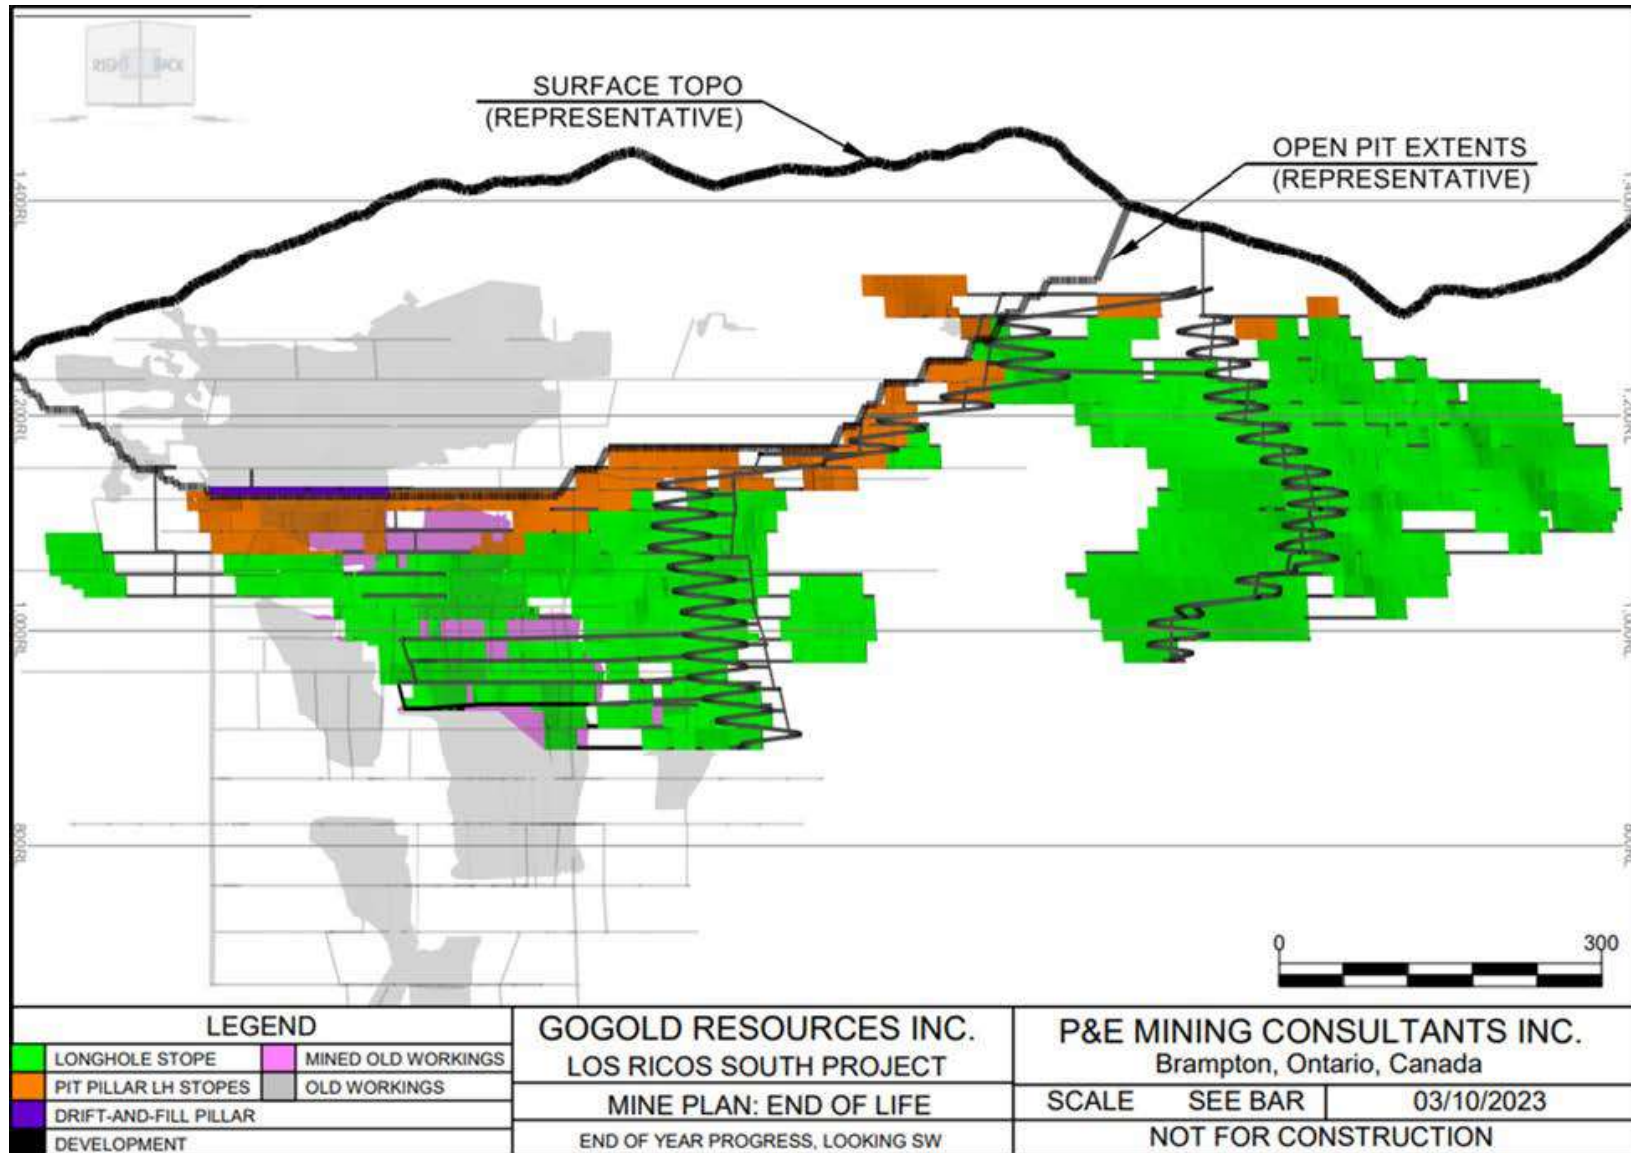 SURFACE TOPO
(REPRESENTATIVE)
OPEN PIT EXTENTS
(REPRESENTATIVE)
1,400RL
1,400RL
1,200RL
1,000RL
800RL
0 300
LEGEND
LONGHOLE STOPE
MINED OLD WORKINGS
PIT PILLAR LH STOPES
OLD WORKINGS
DRIFT-AND-FILL PILLAR
DEVELOPMENT
GOGOLD RESOURCES INC.
LOS RICOS SOUTH PROJECT
MINE PLAN: END OF LIFE
END OF YEAR PROGRESS, LOOKING SW
P&E MINING CONSULTANTS INC.
Brampton, Ontario, Canada
SCALE SEE BAR 03/10/2023
NOT FOR CONSTRUCTION